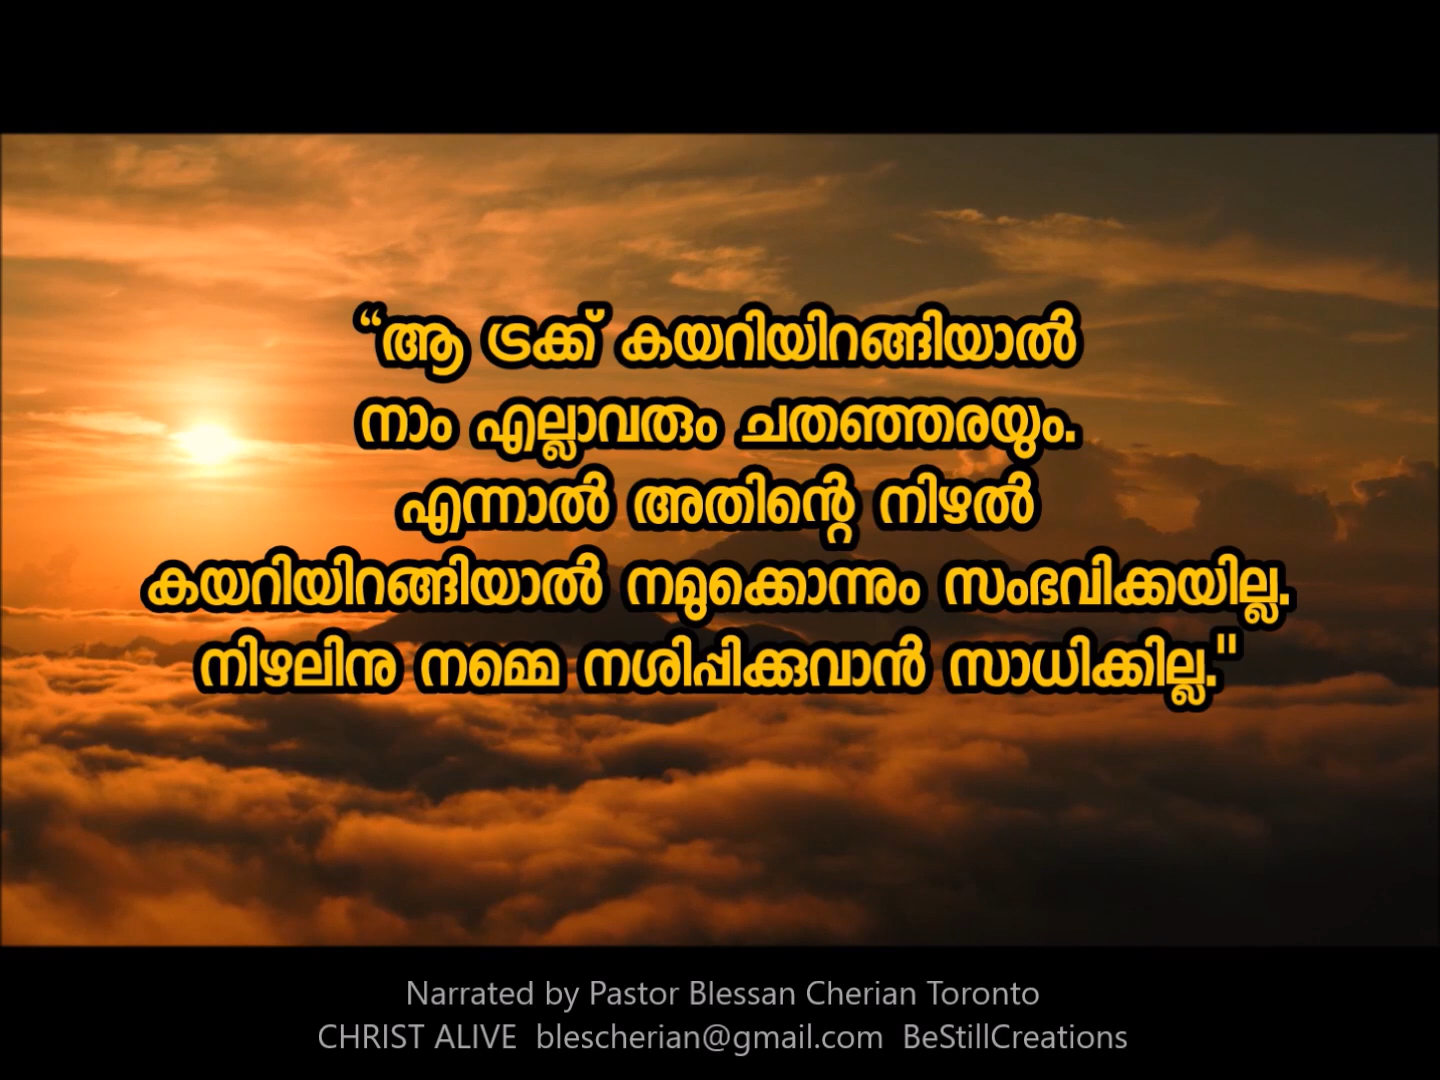 “ആ ട്രക്ക് കയറിയിറങ്ങിയാൽ
നാം എല്ലാവരും ചതഞ്ഞരയും.
എന്നാൽ അതിന്റെ നിഴൽ
കയറിയിറങ്ങിയാൽ നമുക്കൊന്നും സംഭവിക്കയില്ല.
നിഴലിനു നമ്മെ നശിപ്പിക്കുവാൻ സാധിക്കില്ല."
Narrated by Pastor Blessan Cherian Toronto
CHRIST ALIVE blescherian@gmail.com BeStillCreations